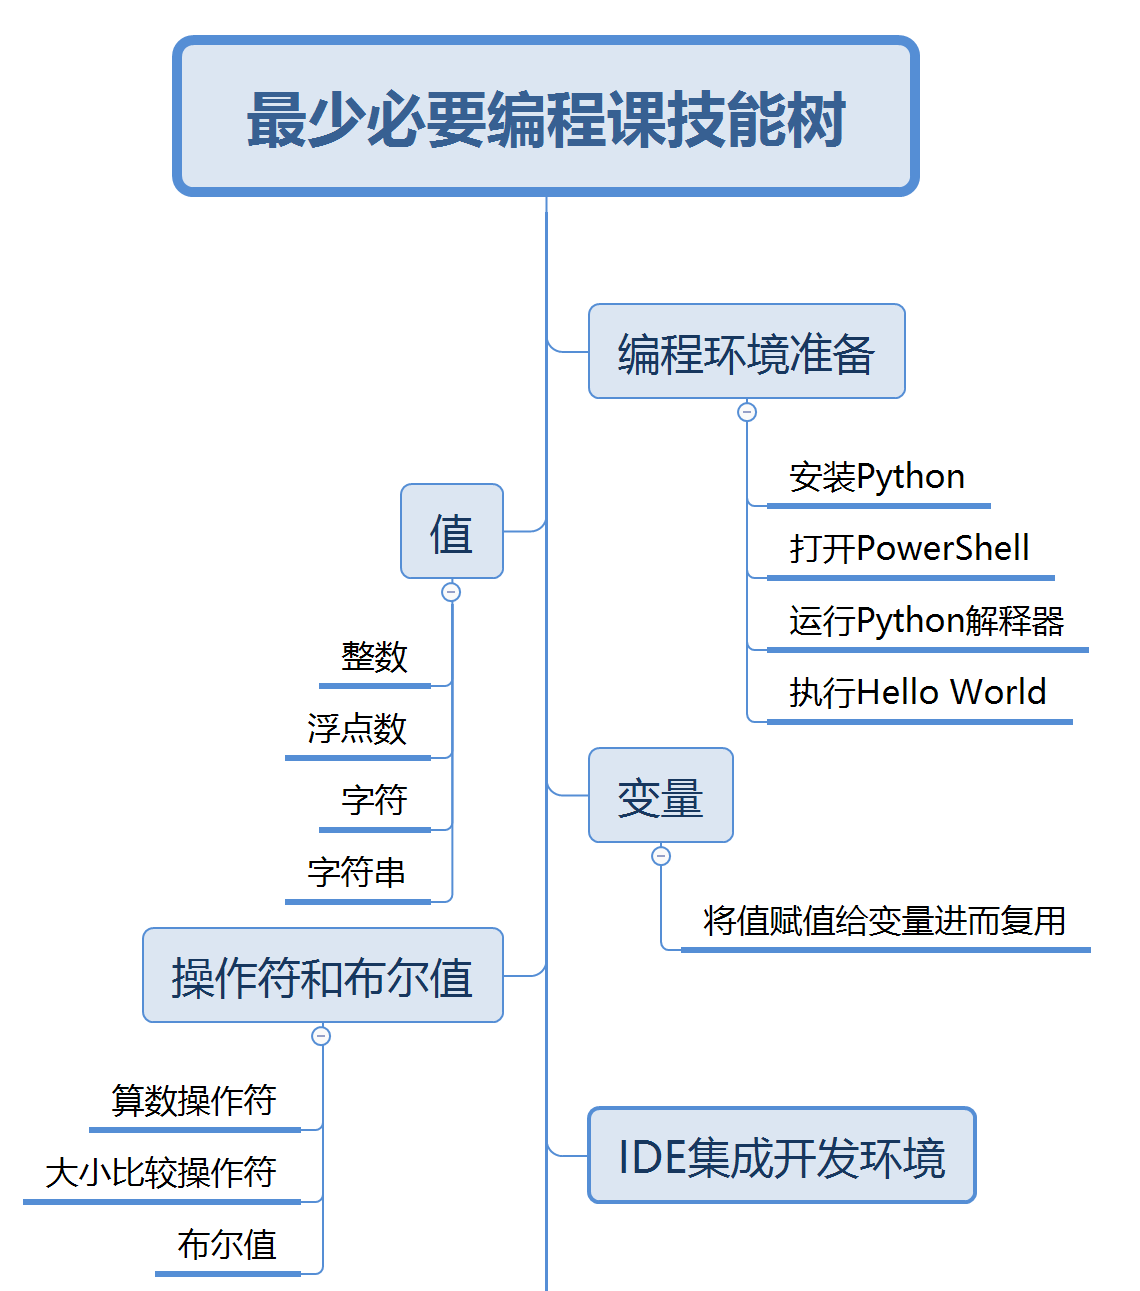 最少必要编程课技能树
编程环境准备
安装Python
打开PowerShell
运行Python解释器
执行Hello World
值
整数
浮点数
字符
字符串
变量
将值赋值给变量进而复用
操作符和布尔值
算数操作符
大小比较操作符
布尔值
IDE集成开发环境